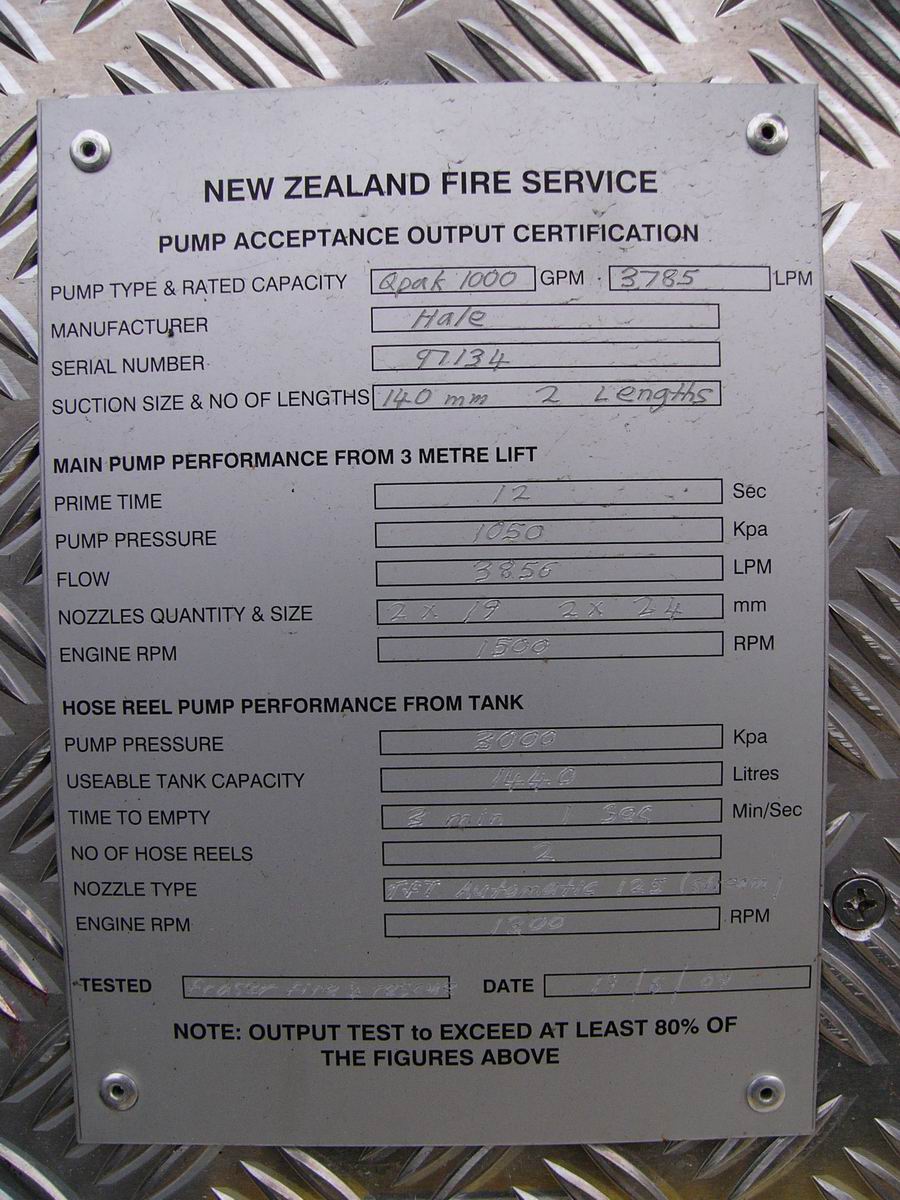 NEW ZEALAND FIRE SERVICE
PUMP ACCEPTANCE OUTPUT CERTIFICATION
PUMP TYPE & RATED CAPACITY Qpak 1000 GPM 3785 LPM
MANUFACTURER Hale
SERIAL NUMBER 97134
SUCTION SIZE & NO OF LENGTHS 140 mm 2 Lengths
MAIN PUMP PERFORMANCE FROM 3 METRE LIFT
PRIME TIME 12 Sec
PUMP PRESSURE 1050 Kpa
FLOW 3856 LPM
NOZZLES QUANTITY & SIZE 2 x 19 2 x 24 mm
ENGINE RPM 1500 RPM
HOSE REEL PUMP PERFORMANCE FROM TANK
PUMP PRESSURE 3000 Kpa
USEABLE TANK CAPACITY 1440 Litres
TIME TO EMPTY 3 min 1 Sec Min/Sec
NO OF HOSE REELS 2
NOZZLE TYPE TFT Automatic 125 (stream)
ENGINE RPM RPM
TESTED Fraser Fire & rescue DATE
NOTE: OUTPUT TEST to EXCEED AT LEAST 80% OF
THE FIGURES ABOVE